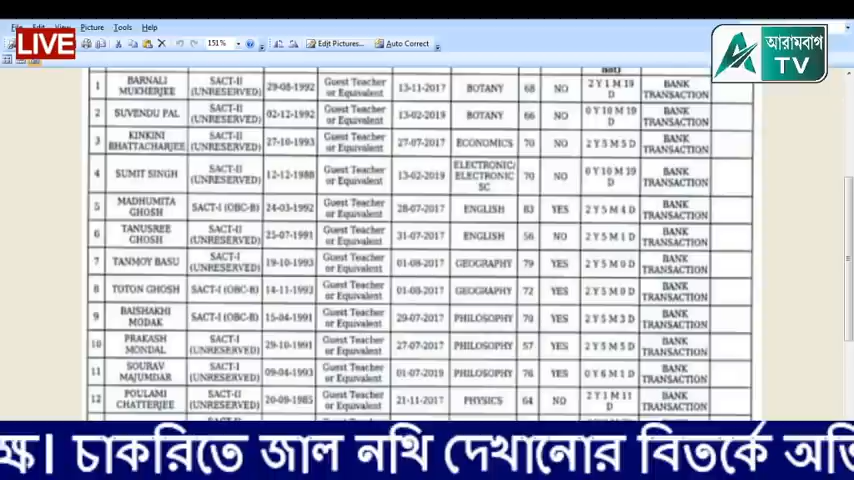 File Edit View Picture Tools Help
LIVE
151%
Edit Pictures...
Auto Correct
আরামবাগ
TV
1 BARNALI MUKHERJEE SACT-II (UNRESERVED) 29-08-1992 Guest Teacher or Equivalent 13-11-2017 BOTANY 68 NO 2 Y 1 M 19 D BANK TRANSACTION
2 SUVENDU PAL SACT-II (UNRESERVED) 02-12-1992 Guest Teacher or Equivalent 13-02-2019 BOTANY 66 NO 0 Y 10 M 19 D BANK TRANSACTION
3 KINKINI BHATTACHARJEE SACT-II (UNRESERVED) 27-10-1993 Guest Teacher or Equivalent 27-07-2017 ECONOMICS 70 NO 2 Y 5 M 5 D BANK TRANSACTION
4 SUMIT SINGH SACT-II (UNRESERVED) 12-12-1988 Guest Teacher or Equivalent 13-02-2019 ELECTRONIC/ ELECTRONIC SC 70 NO 0 Y 10 M 19 D BANK TRANSACTION
5 MADHUMITA GHOSH SACT-I (OBC-B) 24-03-1992 Guest Teacher or Equivalent 28-07-2017 ENGLISH 83 YES 2 Y 5 M 4 D BANK TRANSACTION
6 TANUSREE GHOSH SACT-II (UNRESERVED) 25-07-1991 Guest Teacher or Equivalent 31-07-2017 ENGLISH 56 NO 2 Y 5 M 1 D BANK TRANSACTION
7 TANMOY BASU SACT-I (UNRESERVED) 19-10-1993 Guest Teacher or Equivalent 01-08-2017 GEOGRAPHY 79 YES 2 Y 5 M 0 D BANK TRANSACTION
8 TOTON GHOSH SACT-I (OBC-B) 14-11-1993 Guest Teacher or Equivalent 01-08-2017 GEOGRAPHY 72 YES 2 Y 5 M 0 D BANK TRANSACTION
9 BAISHAKHI MODAK SACT-I (OBC-B) 15-04-1991 Guest Teacher or Equivalent 29-07-2017 PHILOSOPHY 70 YES 2 Y 5 M 3 D BANK TRANSACTION
10 PRAKASH MONDAL SACT-I (UNRESERVED) 29-10-1991 Guest Teacher or Equivalent 27-07-2017 PHILOSOPHY 57 YES 2 Y 5 M 5 D BANK TRANSACTION
11 SOURAV MAJUMDAR SACT-I (UNRESERVED) 09-04-1993 Guest Teacher or Equivalent 01-07-2019 PHILOSOPHY 76 YES 0 Y 6 M 1 D BANK TRANSACTION
12 POULAMI CHATTERJEE SACT-II (UNRESERVED) 20-09-1985 Guest Teacher or Equivalent 21-11-2017 PHYSICS 64 NO 2 Y 1 M 11 D BANK TRANSACTION
ক্ষ। চাকরিতে জাল নথি দেখানোর বিতর্কে অভি